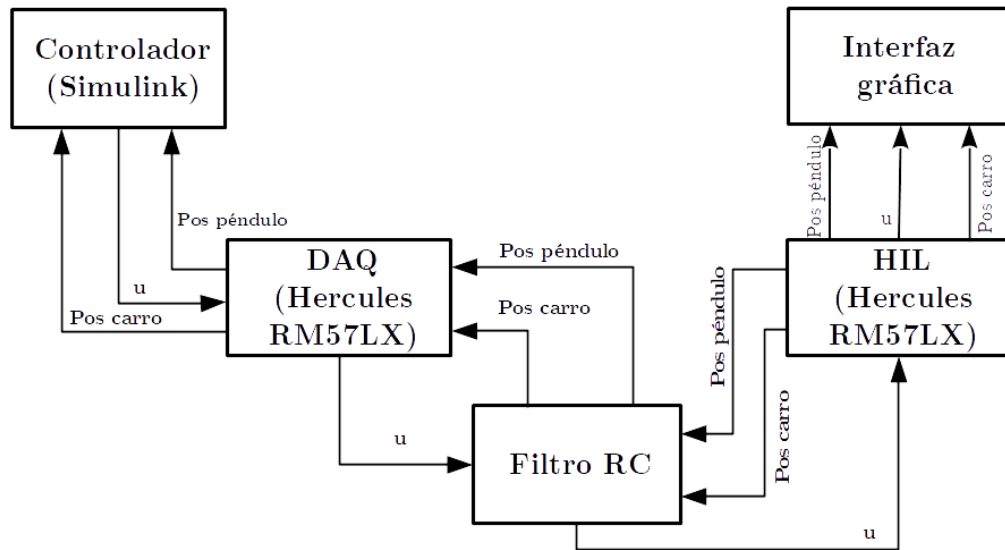 Controlador
(Simulink)
Interfaz
gráfica
Pos péndulo
u
Pos carro
Pos péndulo
u
Pos carro
DAQ
(Hercules
RM57LX)
Pos péndulo
Pos carro
HIL
(Hercules
RM57LX)
Pos péndulo
Pos carro
u
Filtro RC
u